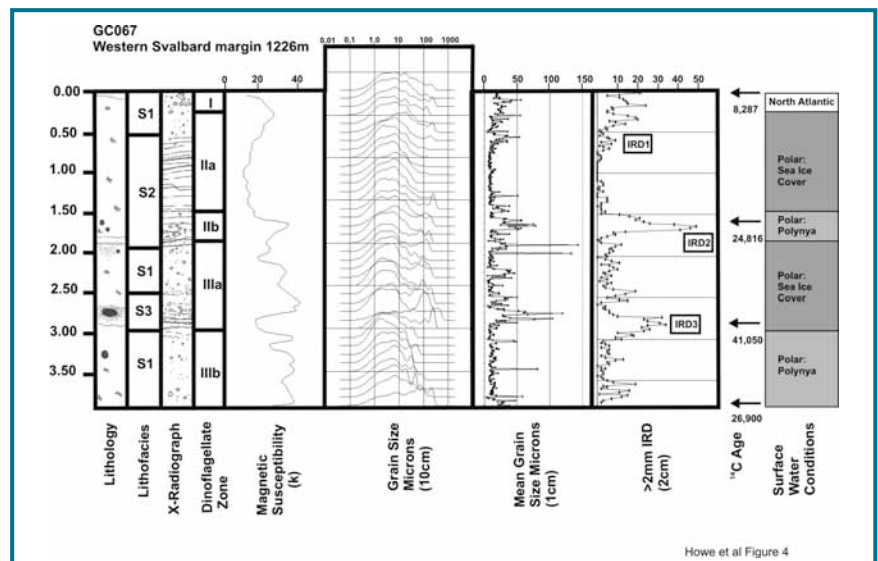 GC067
Western Svalbard margin 1226m
0.01 0,1 1,0 10 100 1000
0 20 40
0 50 100 150
10 20 30 40 50
0.00
0.50
1.00
1.50
2.00
2.50
3.00
3.50
S1
S2
S1
S3
S1
I
IIa
IIb
IIIa
IIIb
IRD1
IRD2
IRD3
8,287
24,816
41,050
26,900
North Atlantic
Polar:
Sea Ice
Cover
Polar:
Polynya
Polar:
Sea Ice
Cover
Polar:
Polynya
Lithology
Lithofacies
X-Radiograph
Dinoflagellate
Zone
Magnetic
Susceptibility
(k)
Grain Size
Microns
(10cm)
Mean Grain
Size Microns
(1cm)
>2mm IRD
(2cm)
14C Age
Surface
Water
Conditions
Howe et al Figure 4